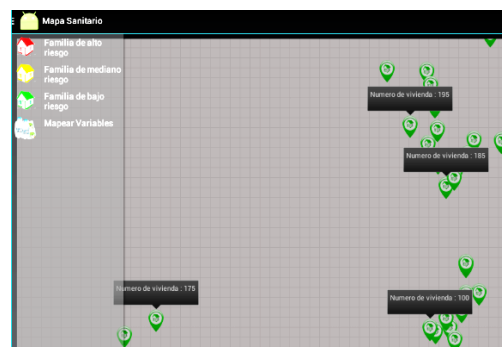 Mapa Sanitario
Familia de alto
riesgo
Familia de mediano
riesgo
Familia de bajo
riesgo
Mapear Variables
Numero de vivienda : 195
Numero de vivienda : 185
Numero de vivienda : 175
Numero de vivienda : 100